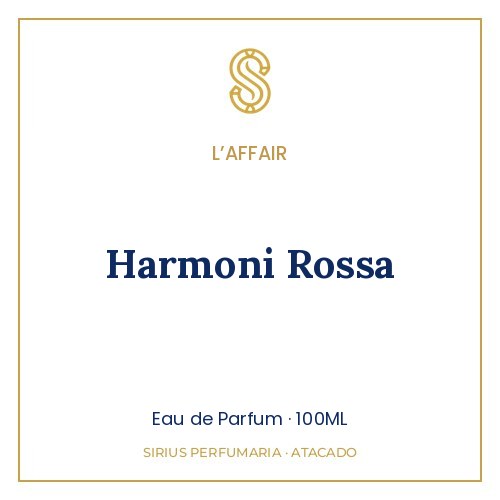 L’AFFAIR
Harmoni Rossa
Eau de Parfum · 100ML
SIRIUS PERFUMARIA · ATACADO